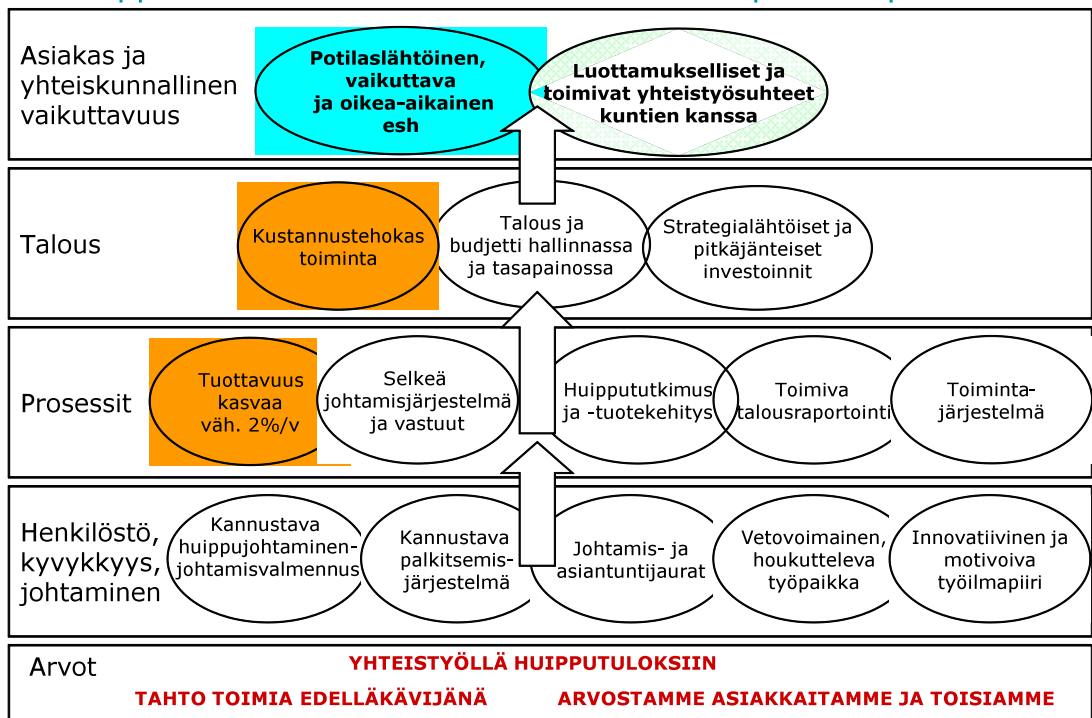 Asiakas ja
yhteiskunnallinen
vaikuttavuus
Potilaslähtöinen,
vaikuttava
ja oikea-aikainen
esh
Luottamukselliset ja
toimivat yhteistyösuhteet
kuntien kanssa
Talous
Kustannustehokas
toiminta
Talous ja
budjetti hallinnassa
ja tasapainossa
Strategialähtöiset ja
pitkäjänteiset
investoinnit
Prosessit
Tuottavuus
kasvaa
väh. 2%/v
Selkeä
johtamisjärjestelmä
ja vastuut
Huippututkimus
ja -tuotekehitys
Toimiva
talousraportointi
Toiminta-
järjestelmä
Henkilöstö,
kyvykkyys,
johtaminen
Kannustava
huippujohtaminen-
johtamisvalmennus
Kannustava
palkitsemis-
järjestelmä
Johtamis- ja
asiantuntijaurat
Vetovoimainen,
houkutteleva
työpaikka
Innovatiivinen ja
motivoiva
työilmapiiri
Arvot
YHTEISTYÖLLÄ HUIPPUTULOKSIIN
TAHTO TOIMIA EDELLÄKÄVIJÄNÄ
ARVOSTAMME ASIAKKAITAMME JA TOISIAMME